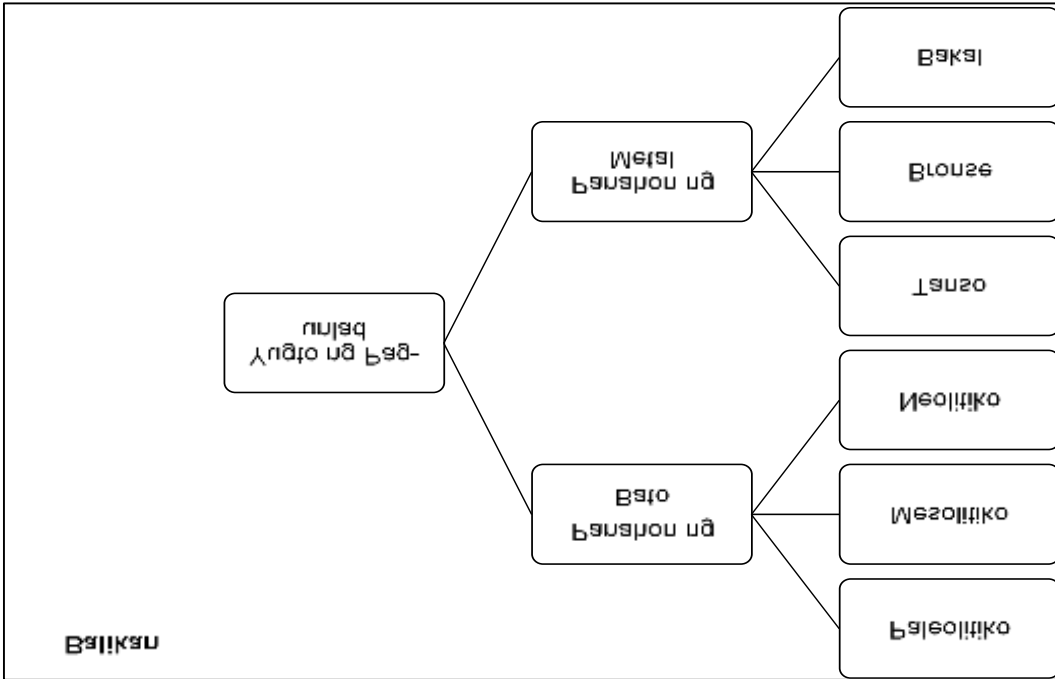 Balikan
Yugto ng Pag-
unlad
Panahon ng
Bato
Paleolitiko
Mesolitiko
Neolitiko
Panahon ng
Metal
Tanso
Bronse
Bakal